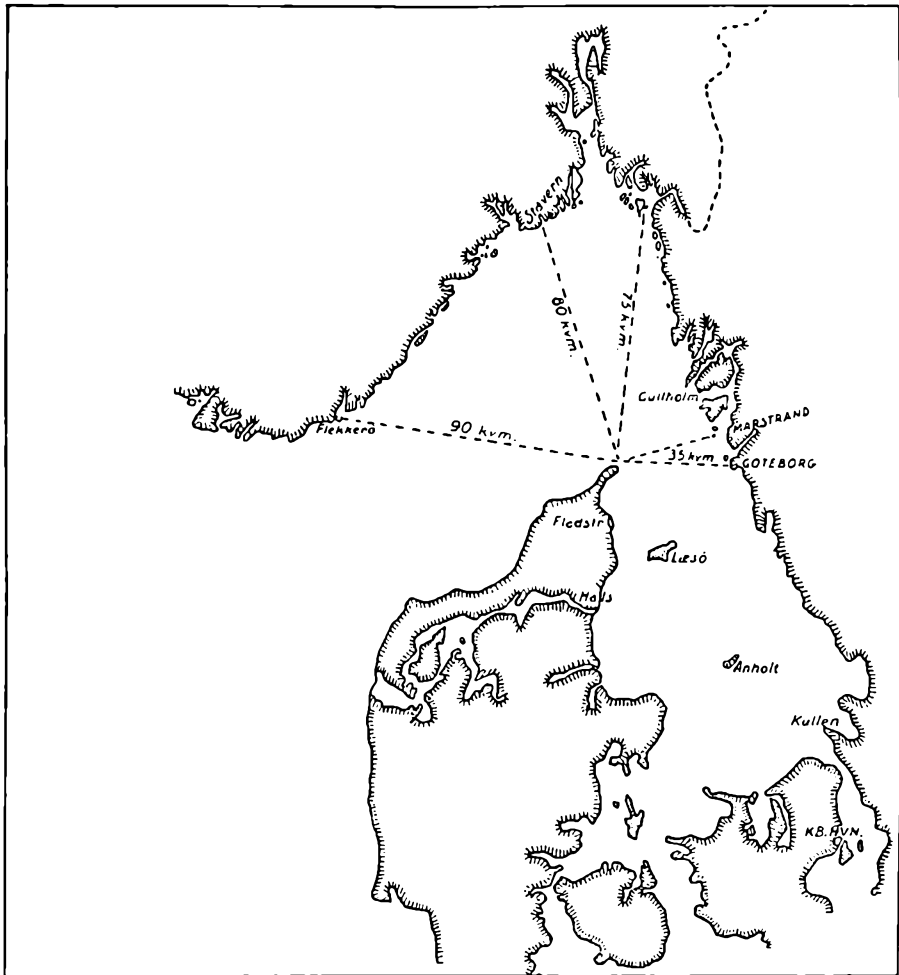 Stavern
80 kvm.
75 kvm.
Gullholm
MARSTRAND
Flekkerö
90 kvm.
35 kvm
GÖTEBORG
Fledstr.
Læsö
Hals
Anholt
Kullen
KB.HVN.